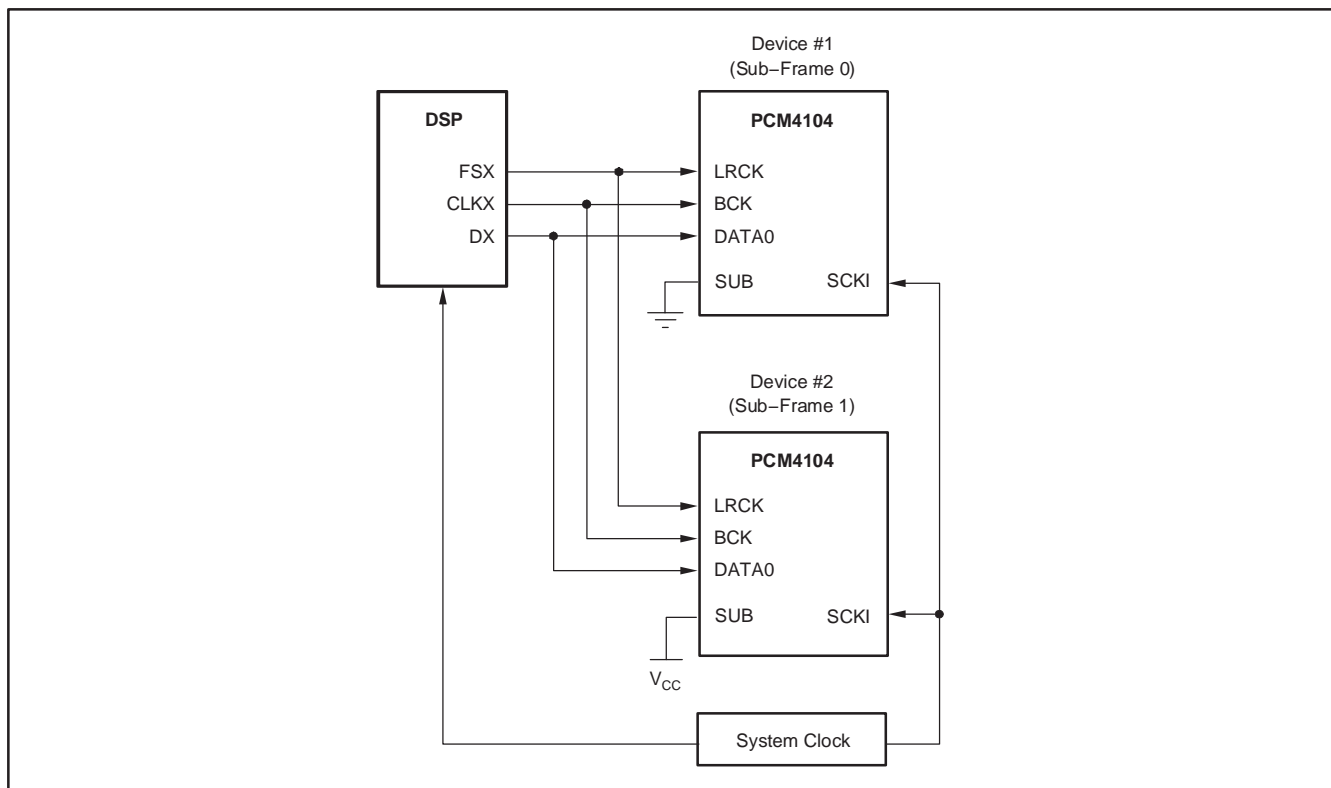 Device #1
(Sub−Frame 0)
DSP
FSX
CLKX
DX
PCM4104
LRCK
BCK
DATA0
SUB
SCKI
Device #2
(Sub−Frame 1)
PCM4104
LRCK
BCK
DATA0
SUB
SCKI
VCC
System Clock